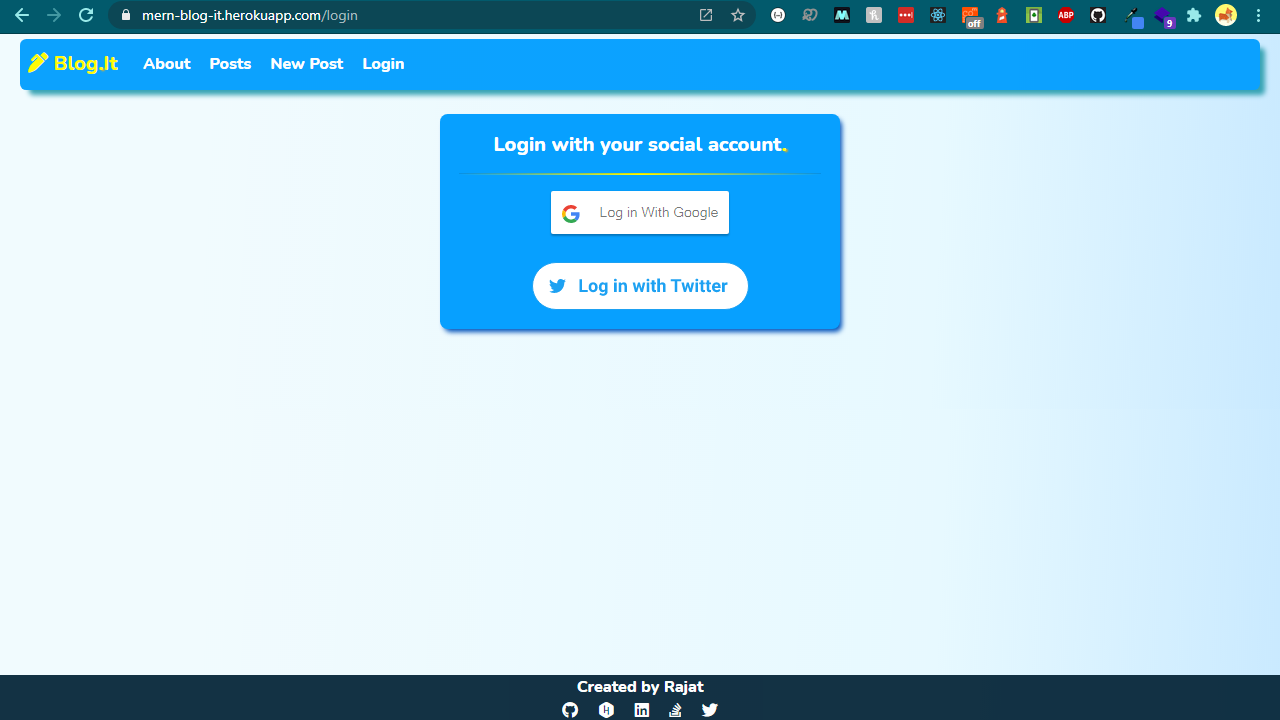 mern-blog-it.herokuapp.com/login
ABP
off
9
Blog.It About Posts New Post Login
Login with your social account.
Log in With Google
Log in with Twitter
Created by Rajat